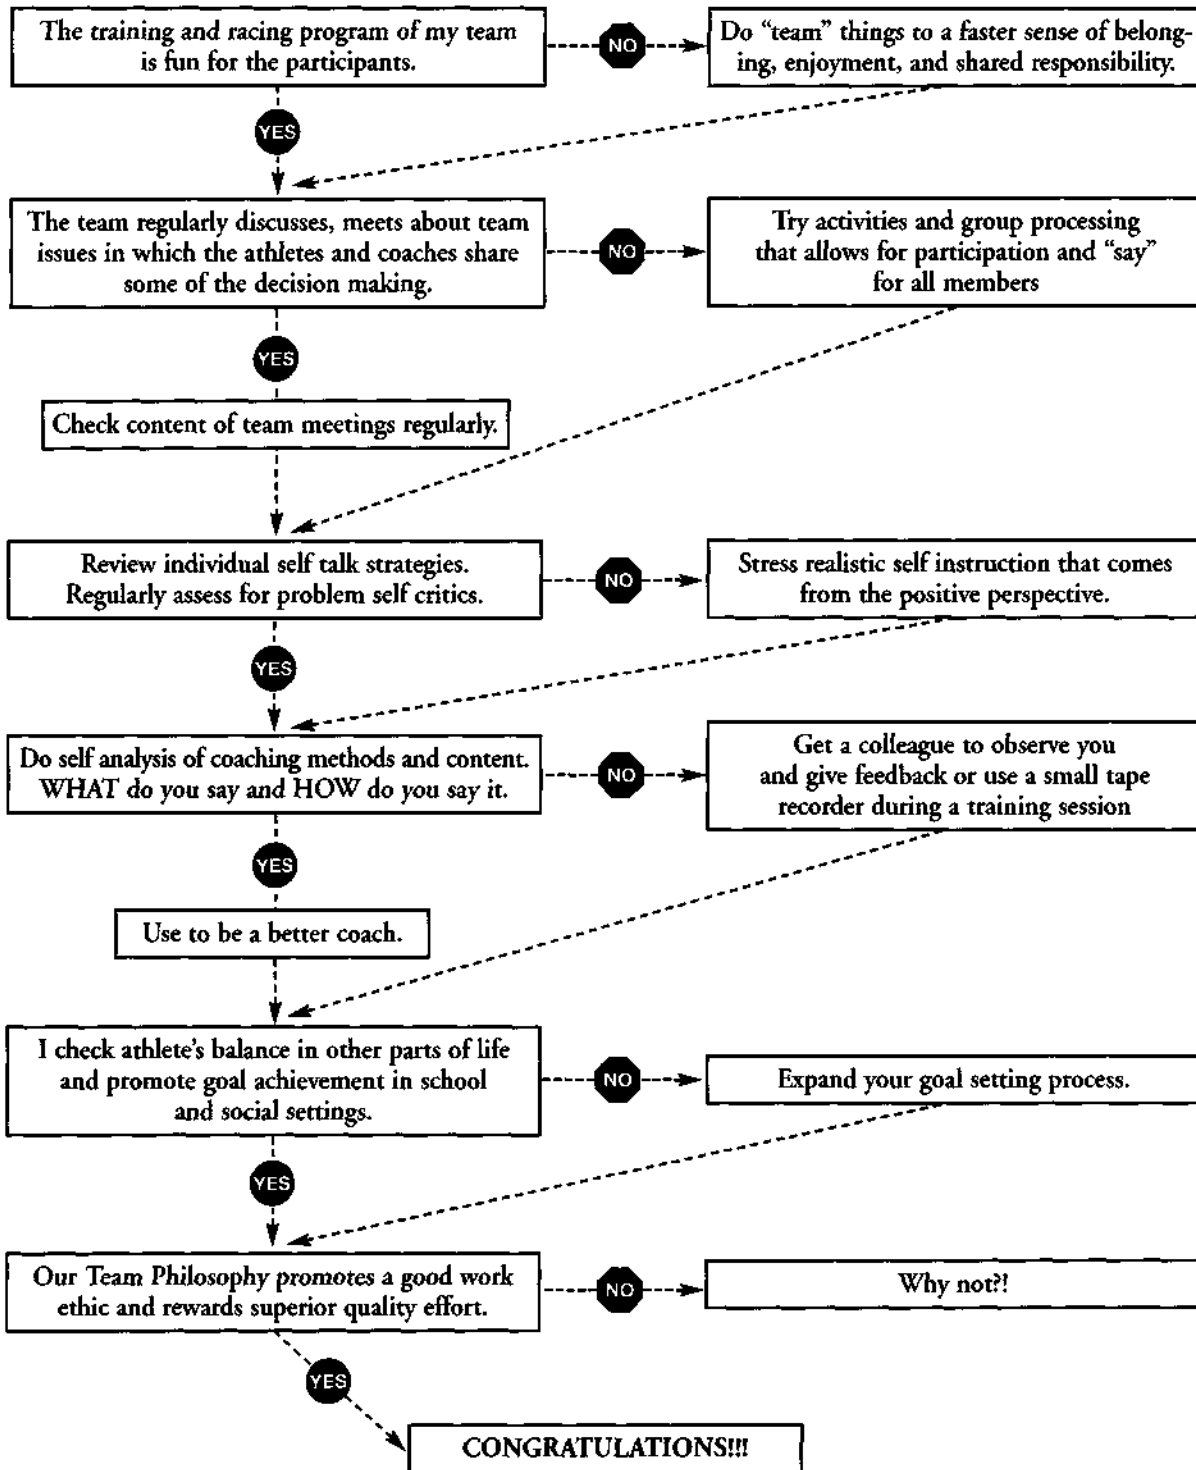 The training and racing program of my team
is fun for the participants.
NO
Do “team” things to a faster sense of belong-
ing, enjoyment, and shared responsibility.
YES
The team regularly discusses, meets about team
issues in which the athletes and coaches share
some of the decision making.
NO
Try activities and group processing
that allows for participation and “say”
for all members
YES
Check content of team meetings regularly.
Review individual self talk strategies.
Regularly assess for problem self critics.
NO
Stress realistic self instruction that comes
from the positive perspective.
YES
Do self analysis of coaching methods and content.
WHAT do you say and HOW do you say it.
NO
Get a colleague to observe you
and give feedback or use a small tape
recorder during a training session
YES
Use to be a better coach.
I check athlete’s balance in other parts of life
and promote goal achievement in school
and social settings.
NO
Expand your goal setting process.
YES
Our Team Philosophy promotes a good work
ethic and rewards superior quality effort.
NO
Why not?!
YES
CONGRATULATIONS!!!